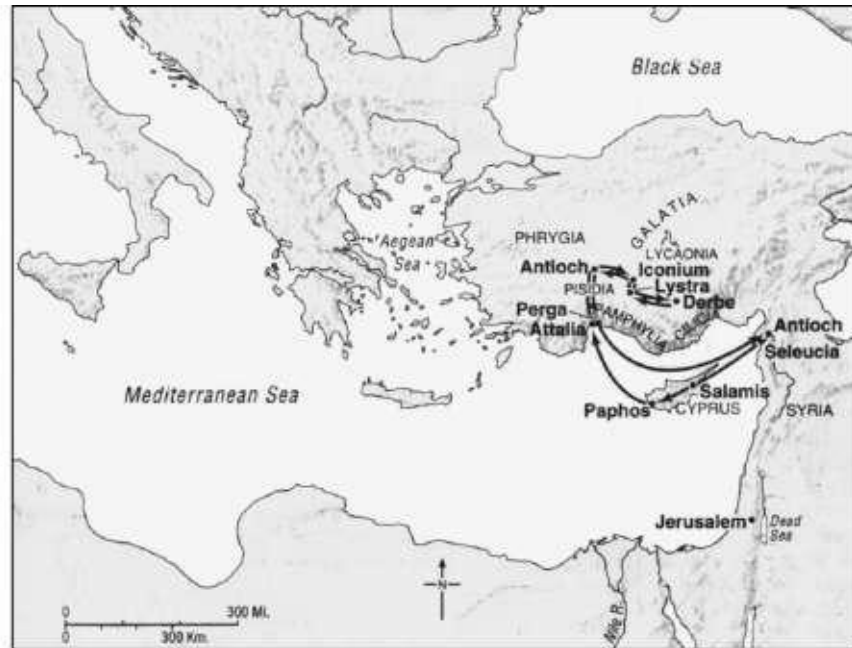 Black Sea
GALATIA
PHRYGIA
LYCAONIA
Aegean
Sea
Antioch
Iconium
PISIDIA
Lystra
Derbe
Perga
PAMPHYLIA
CILICIA
Attalia
Antioch
Seleucia
Mediterranean Sea
Salamis
Paphos
CYPRUS
SYRIA
Jerusalem
Dead
Sea
N
0 300 Mi.
0 300 Km.
Nile R.